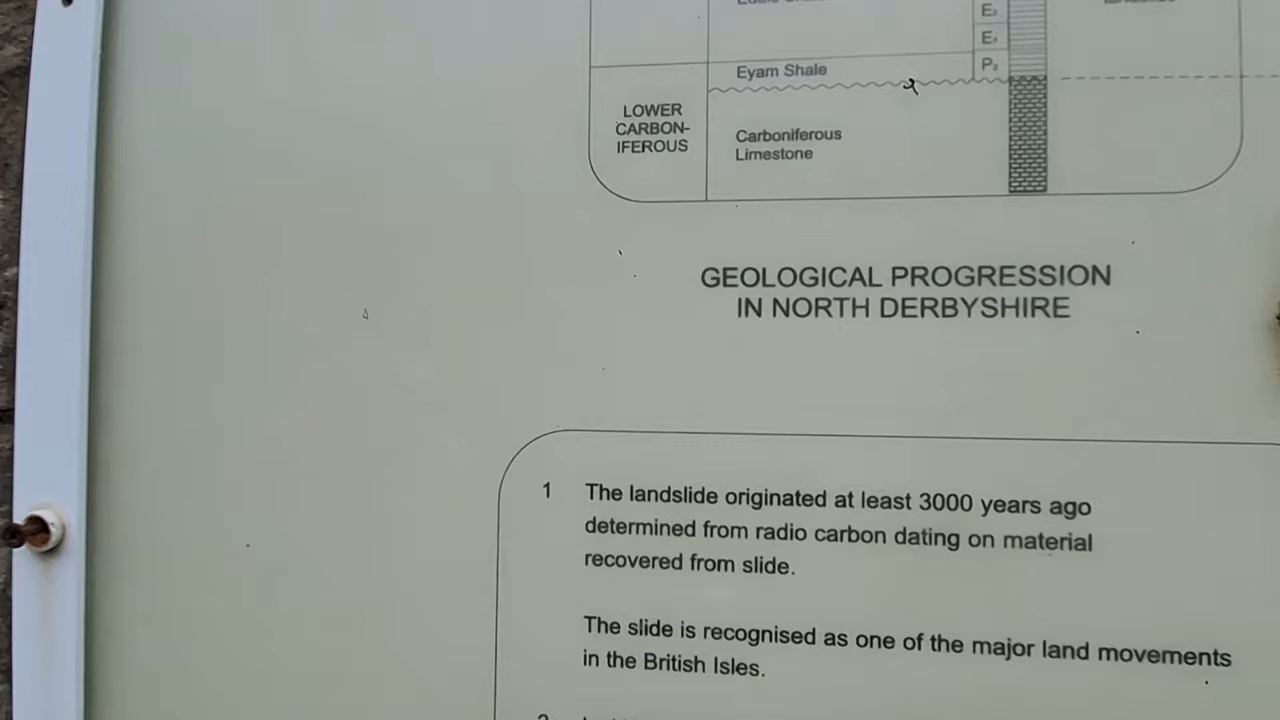 E₂
E₁
Eyam Shale
P₂
LOWER
CARBON-
IFEROUS
Carboniferous
Limestone
GEOLOGICAL PROGRESSION
IN NORTH DERBYSHIRE
1 The landslide originated at least 3000 years ago
determined from radio carbon dating on material
recovered from slide.
The slide is recognised as one of the major land movements
in the British Isles.